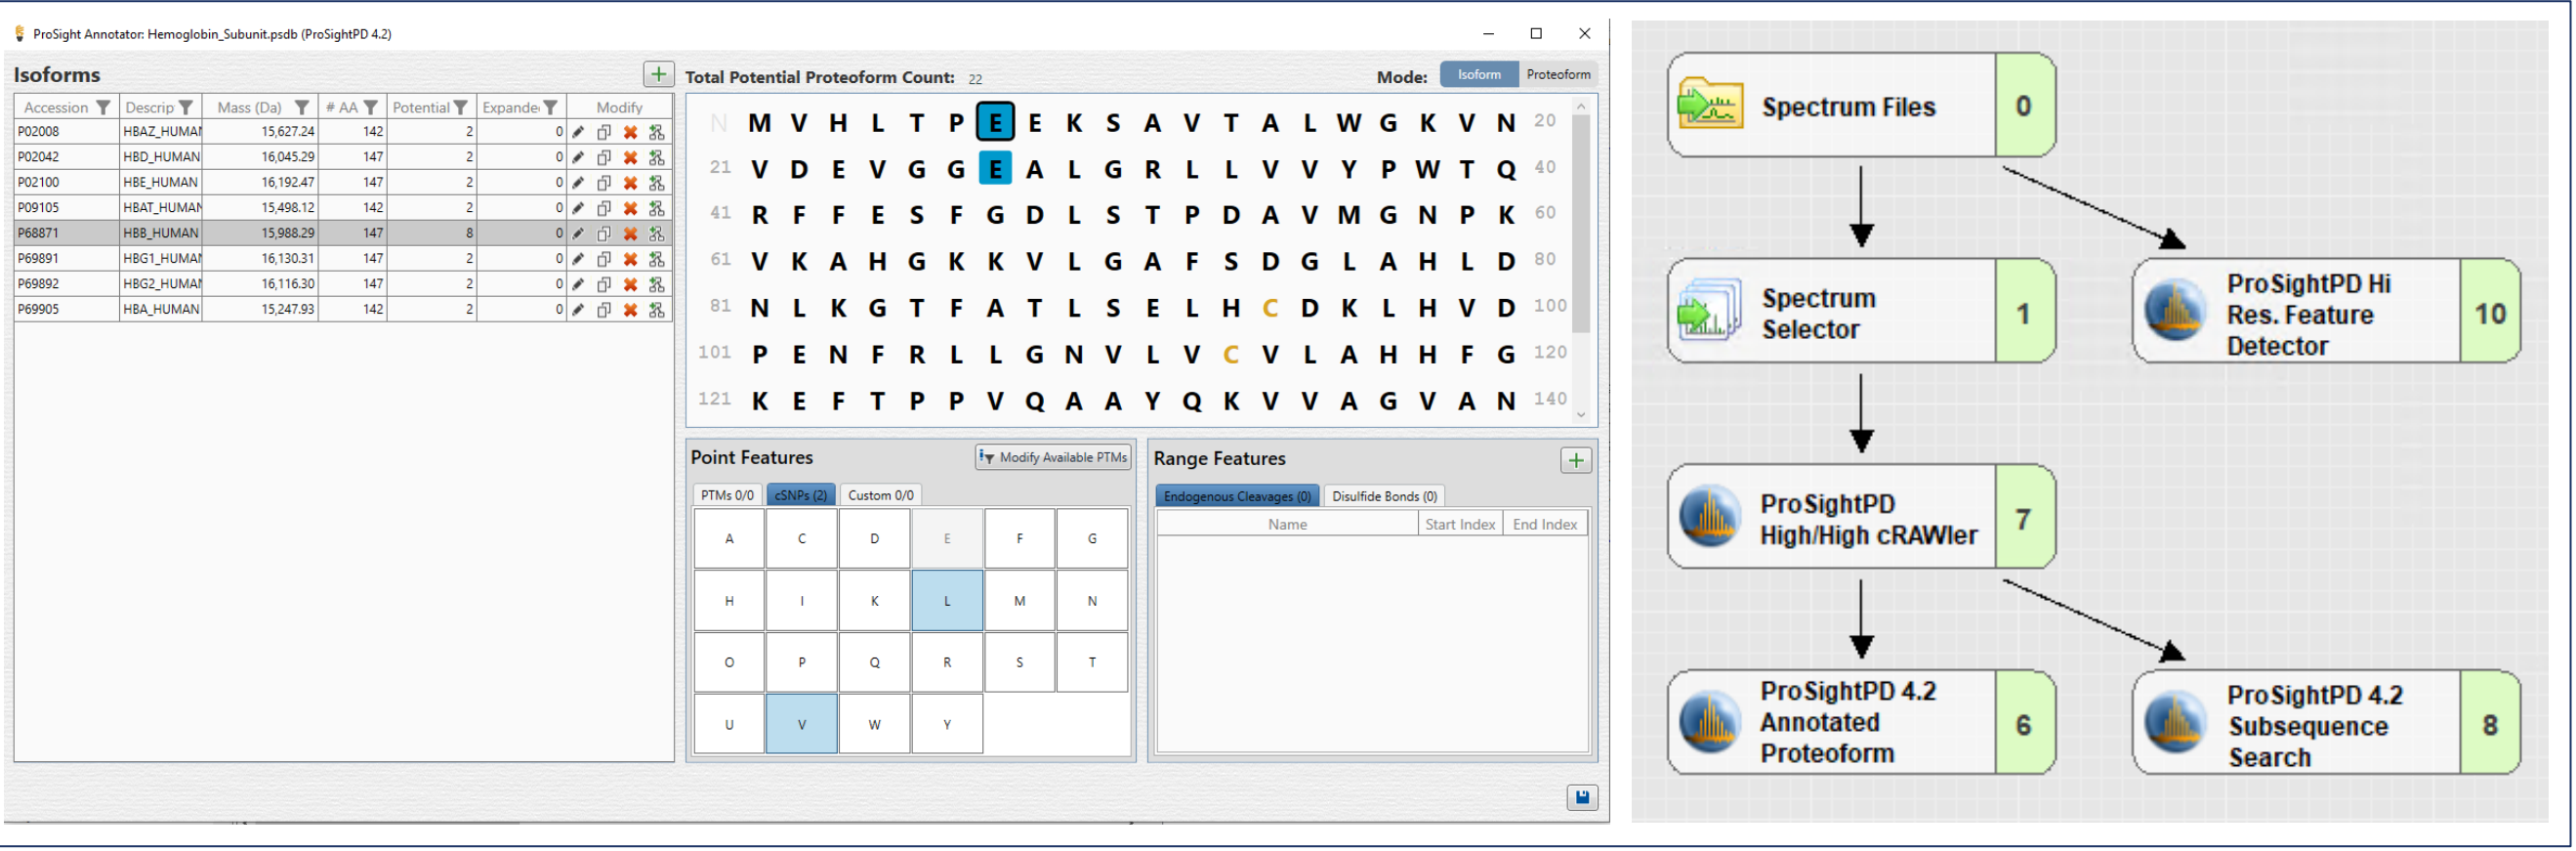 ProSight Annotator: Hemoglobin_Subunit.psdb (ProSightPD 4.2)
Isoforms
Accession Descrip Mass (Da) # AA Potential Expande Modify
P02008 HBAZ_HUMAN 15,627.24 142 2 0
P02042 HBD_HUMAN 16,045.29 147 2 0
P02100 HBE_HUMAN 16,192.47 147 2 0
P09105 HBAT_HUMAN 15,498.12 142 2 0
P68871 HBB_HUMAN 15,988.29 147 8 0
P69891 HBG1_HUMAN 16,130.31 147 2 0
P69892 HBG2_HUMAN 16,116.30 147 2 0
P69905 HBA_HUMAN 15,247.93 142 2 0
Total Potential Proteoform Count: 22
Mode: Isoform Proteoform
N M V H L T P E E K S A V T A L W G K V N 20
21 V D E V G G E A L G R L L V V Y P W T Q 40
41 R F F E S F G D L S T P D A V M G N P K 60
61 V K A H G K K V L G A F S D G L A H L D 80
81 N L K G T F A T L S E L H C D K L H V D 100
101 P E N F R L L G N V L V C V L A H H F G 120
121 K E F T P P V Q A A Y Q K V V A G V A N 140
Point Features
Modify Available PTMs
PTMs 0/0 cSNPs (2) Custom 0/0
A C D E F G
H I K L M N
O P Q R S T
U V W Y
Range Features
Endogenous Cleavages (0) Disulfide Bonds (0)
Name Start Index End Index
Spectrum Files 0
Spectrum
Selector
1
ProSightPD Hi
Res. Feature
Detector
10
ProSightPD
High/High cRAWler
7
ProSightPD 4.2
Annotated
Proteoform
6
ProSightPD 4.2
Subsequence
Search
8